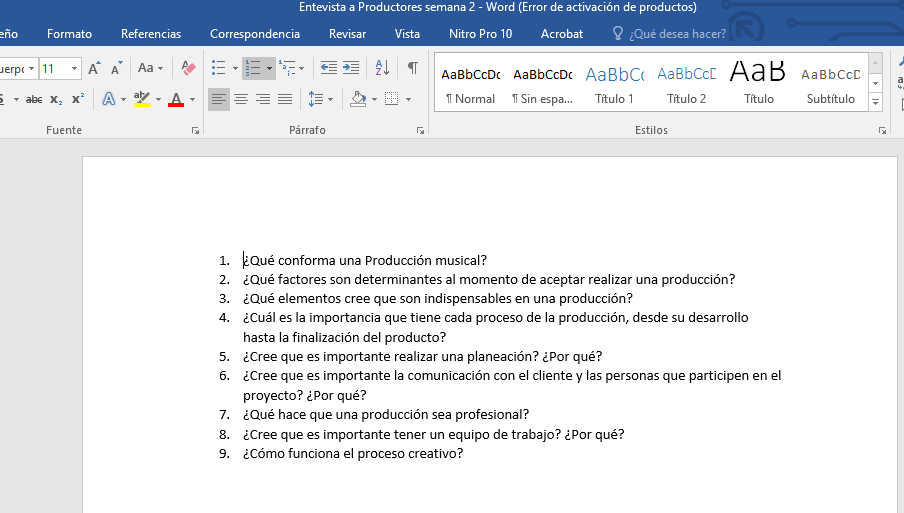 Entevista a Productores semana 2 - Word (Error de activación de productos)
eño Formato Referencias Correspondencia Revisar Vista Nitro Pro 10 Acrobat ¿Qué desea hacer?
11 A A Aa
abc x₂ x² A A
AaBbCcDc AaBbCcDc AaBbC AaBbCcD AaB AaBbCcD
¶ Normal ¶ Sin espa... Título 1 Título 2 Título Subtítulo
Fuente Párrafo Estilos
1. ¿Qué conforma una Producción musical?
2. ¿Qué factores son determinantes al momento de aceptar realizar una producción?
3. ¿Qué elementos cree que son indispensables en una producción?
4. ¿Cuál es la importancia que tiene cada proceso de la producción, desde su desarrollo
hasta la finalización del producto?
5. ¿Cree que es importante realizar una planeación? ¿Por qué?
6. ¿Cree que es importante la comunicación con el cliente y las personas que participen en el
proyecto? ¿Por qué?
7. ¿Qué hace que una producción sea profesional?
8. ¿Cree que es importante tener un equipo de trabajo? ¿Por qué?
9. ¿Cómo funciona el proceso creativo?